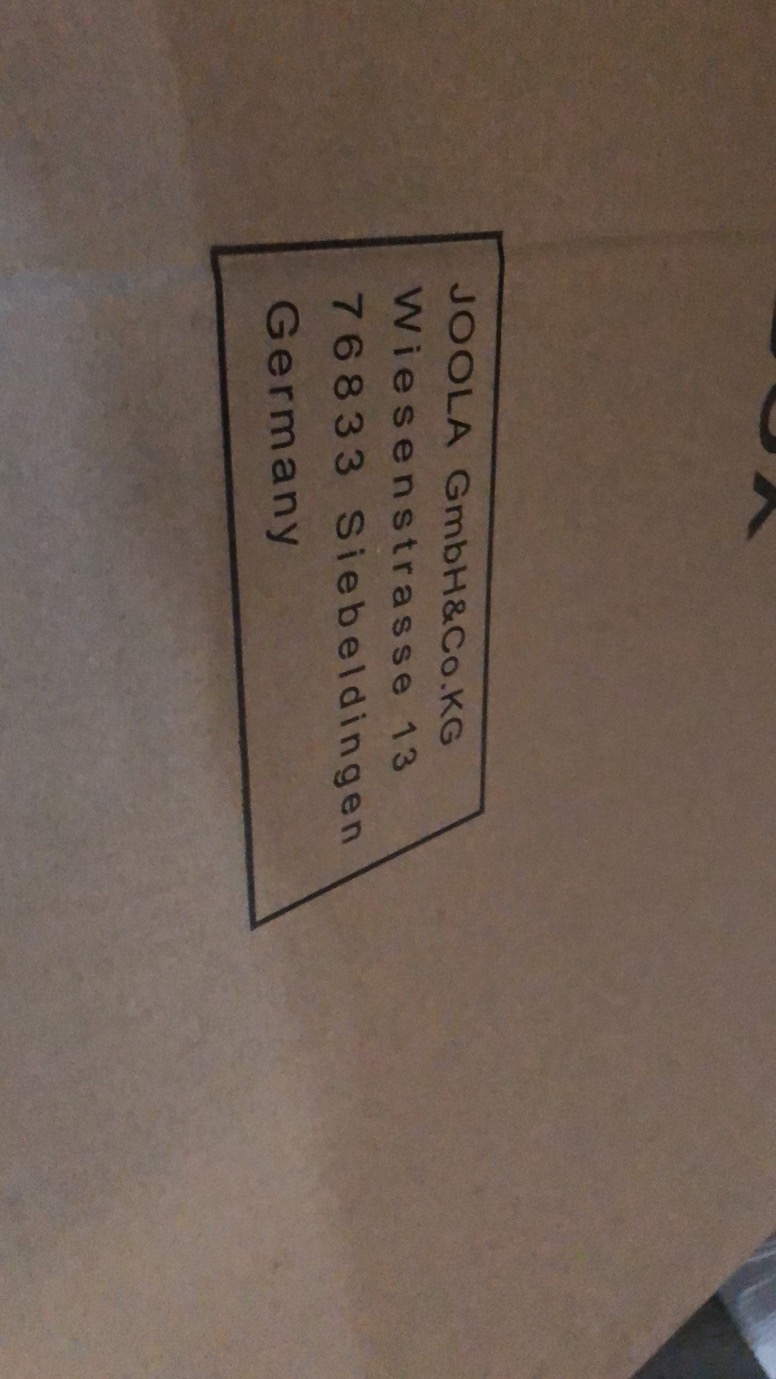 JOOLA GmbH&Co.KG
Wiesenstrasse 13
76833 Siebeldingen
Germany